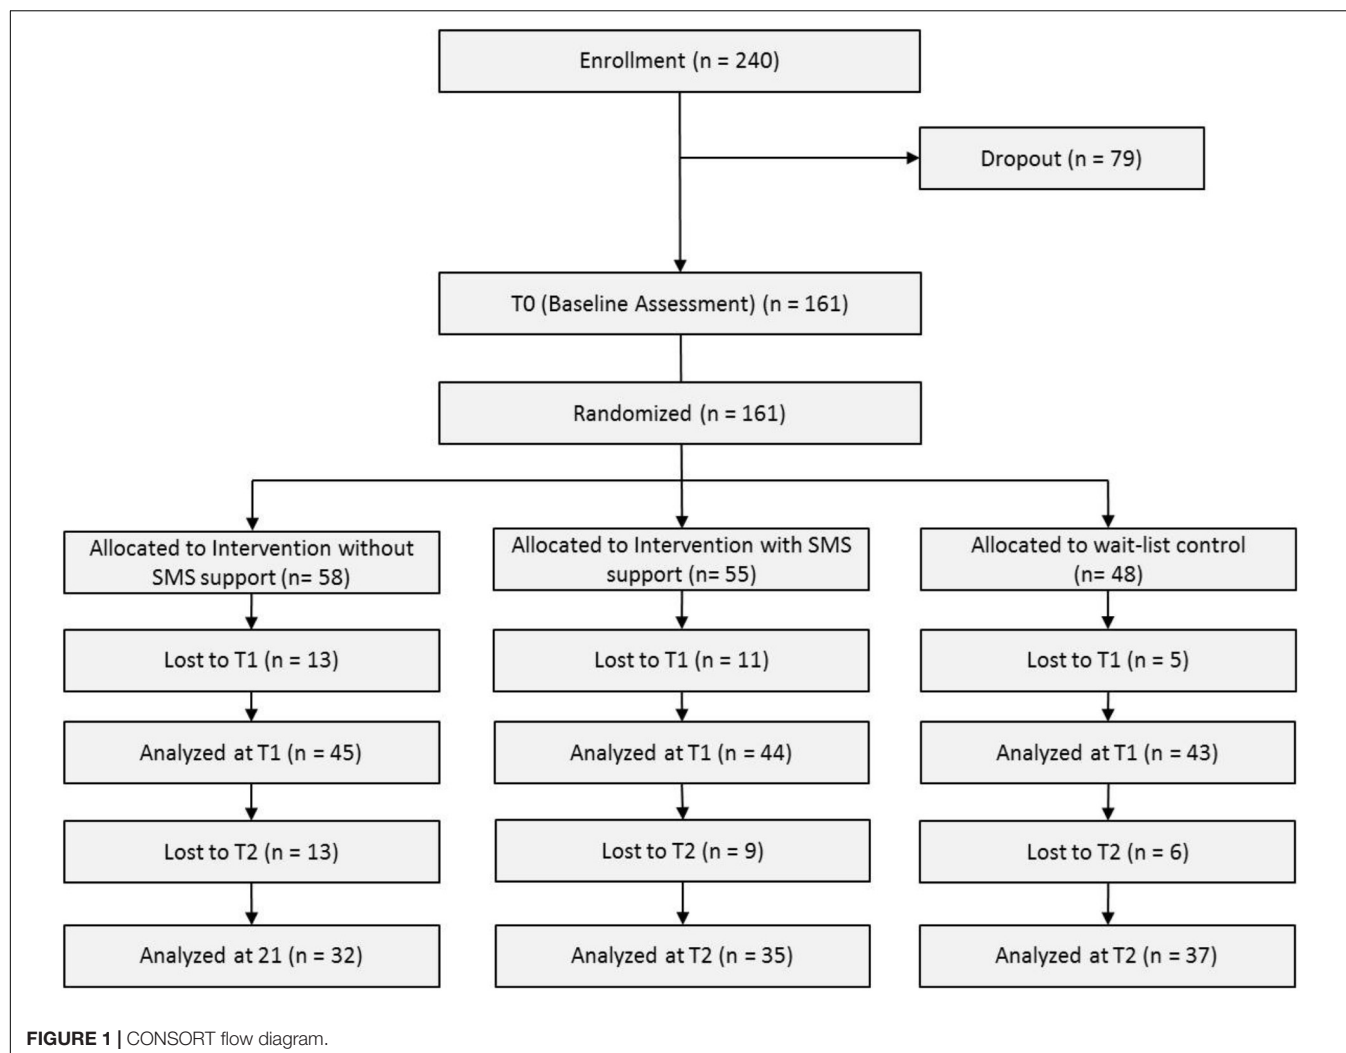 Enrollment (n = 240)
Dropout (n = 79)
T0 (Baseline Assessment) (n = 161)
Randomized (n = 161)
Allocated to Intervention without
SMS support (n= 58)
Allocated to Intervention with SMS
support (n= 55)
Allocated to wait-list control
(n= 48)
Lost to T1 (n = 13)
Lost to T1 (n = 11)
Lost to T1 (n = 5)
Analyzed at T1 (n = 45)
Analyzed at T1 (n = 44)
Analyzed at T1 (n = 43)
Lost to T2 (n = 13)
Lost to T2 (n = 9)
Lost to T2 (n = 6)
Analyzed at 21 (n = 32)
Analyzed at T2 (n = 35)
Analyzed at T2 (n = 37)
FIGURE 1 | CONSORT flow diagram.